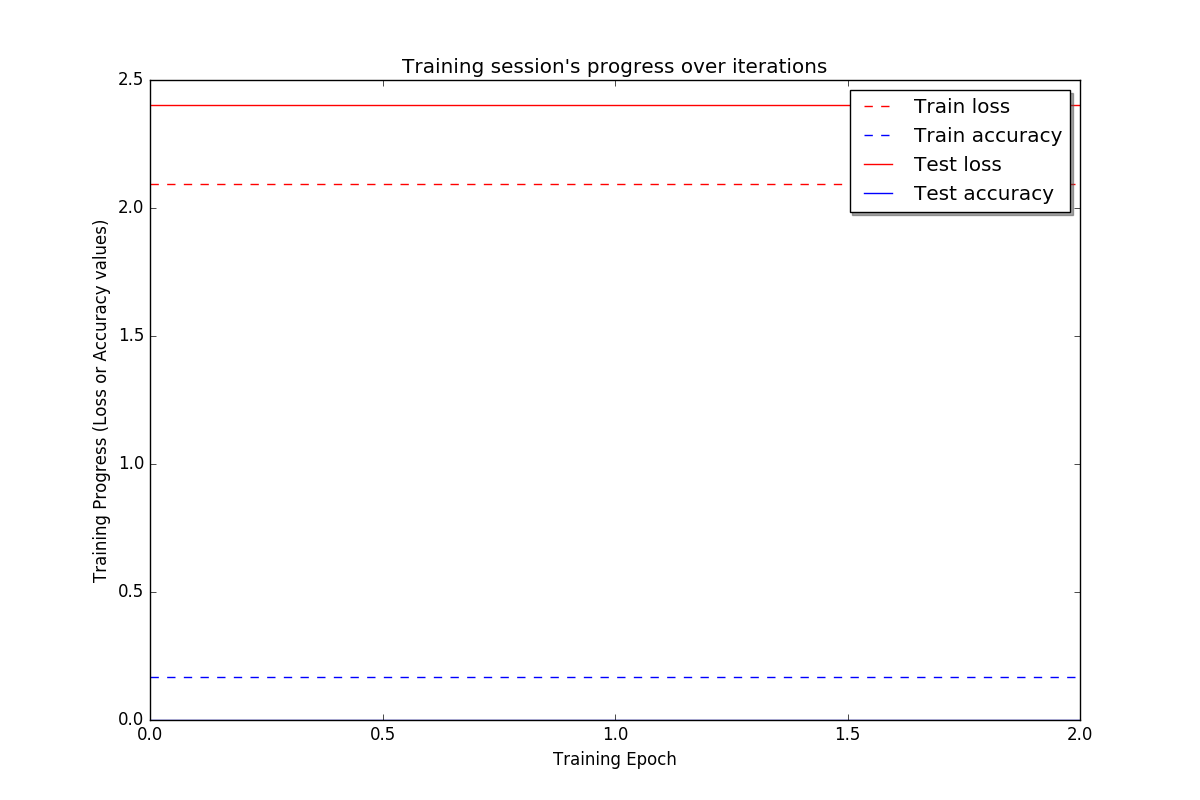 Training session's progress over iterations
2.5
2.0
1.5
1.0
0.5
0.0
Training Progress (Loss or Accuracy values)
Train loss
Train accuracy
Test loss
Test accuracy
0.0 0.5 1.0 1.5 2.0
Training Epoch